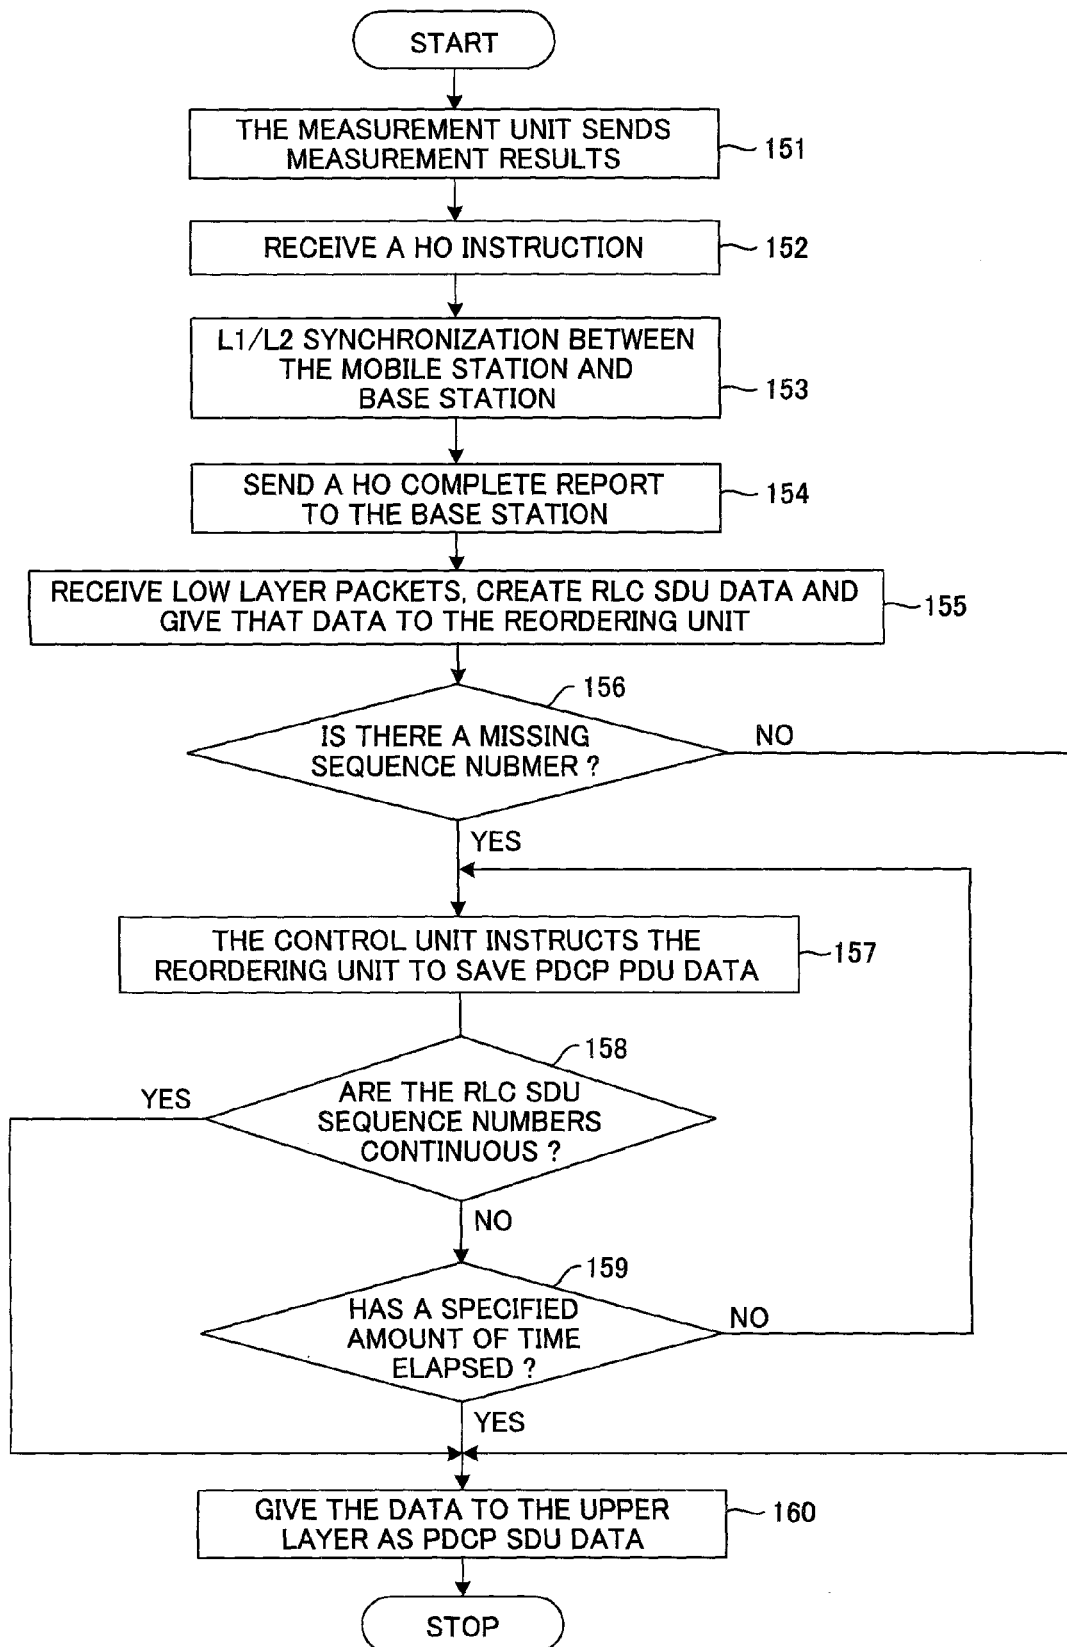 START
THE MEASUREMENT UNIT SENDS
MEASUREMENT RESULTS
151
RECEIVE A HO INSTRUCTION
152
L1/L2 SYNCHRONIZATION BETWEEN
THE MOBILE STATION AND
BASE STATION
153
SEND A HO COMPLETE REPORT
TO THE BASE STATION
154
RECEIVE LOW LAYER PACKETS, CREATE RLC SDU DATA AND
GIVE THAT DATA TO THE REORDERING UNIT
155
156
IS THERE A MISSING
SEQUENCE NUBMER ?
NO
YES
THE CONTROL UNIT INSTRUCTS THE
REORDERING UNIT TO SAVE PDCP PDU DATA
157
158
YES
ARE THE RLC SDU
SEQUENCE NUMBERS
CONTINUOUS ?
NO
159
HAS A SPECIFIED
AMOUNT OF TIME
ELAPSED ?
NO
YES
GIVE THE DATA TO THE UPPER
LAYER AS PDCP SDU DATA
160
STOP